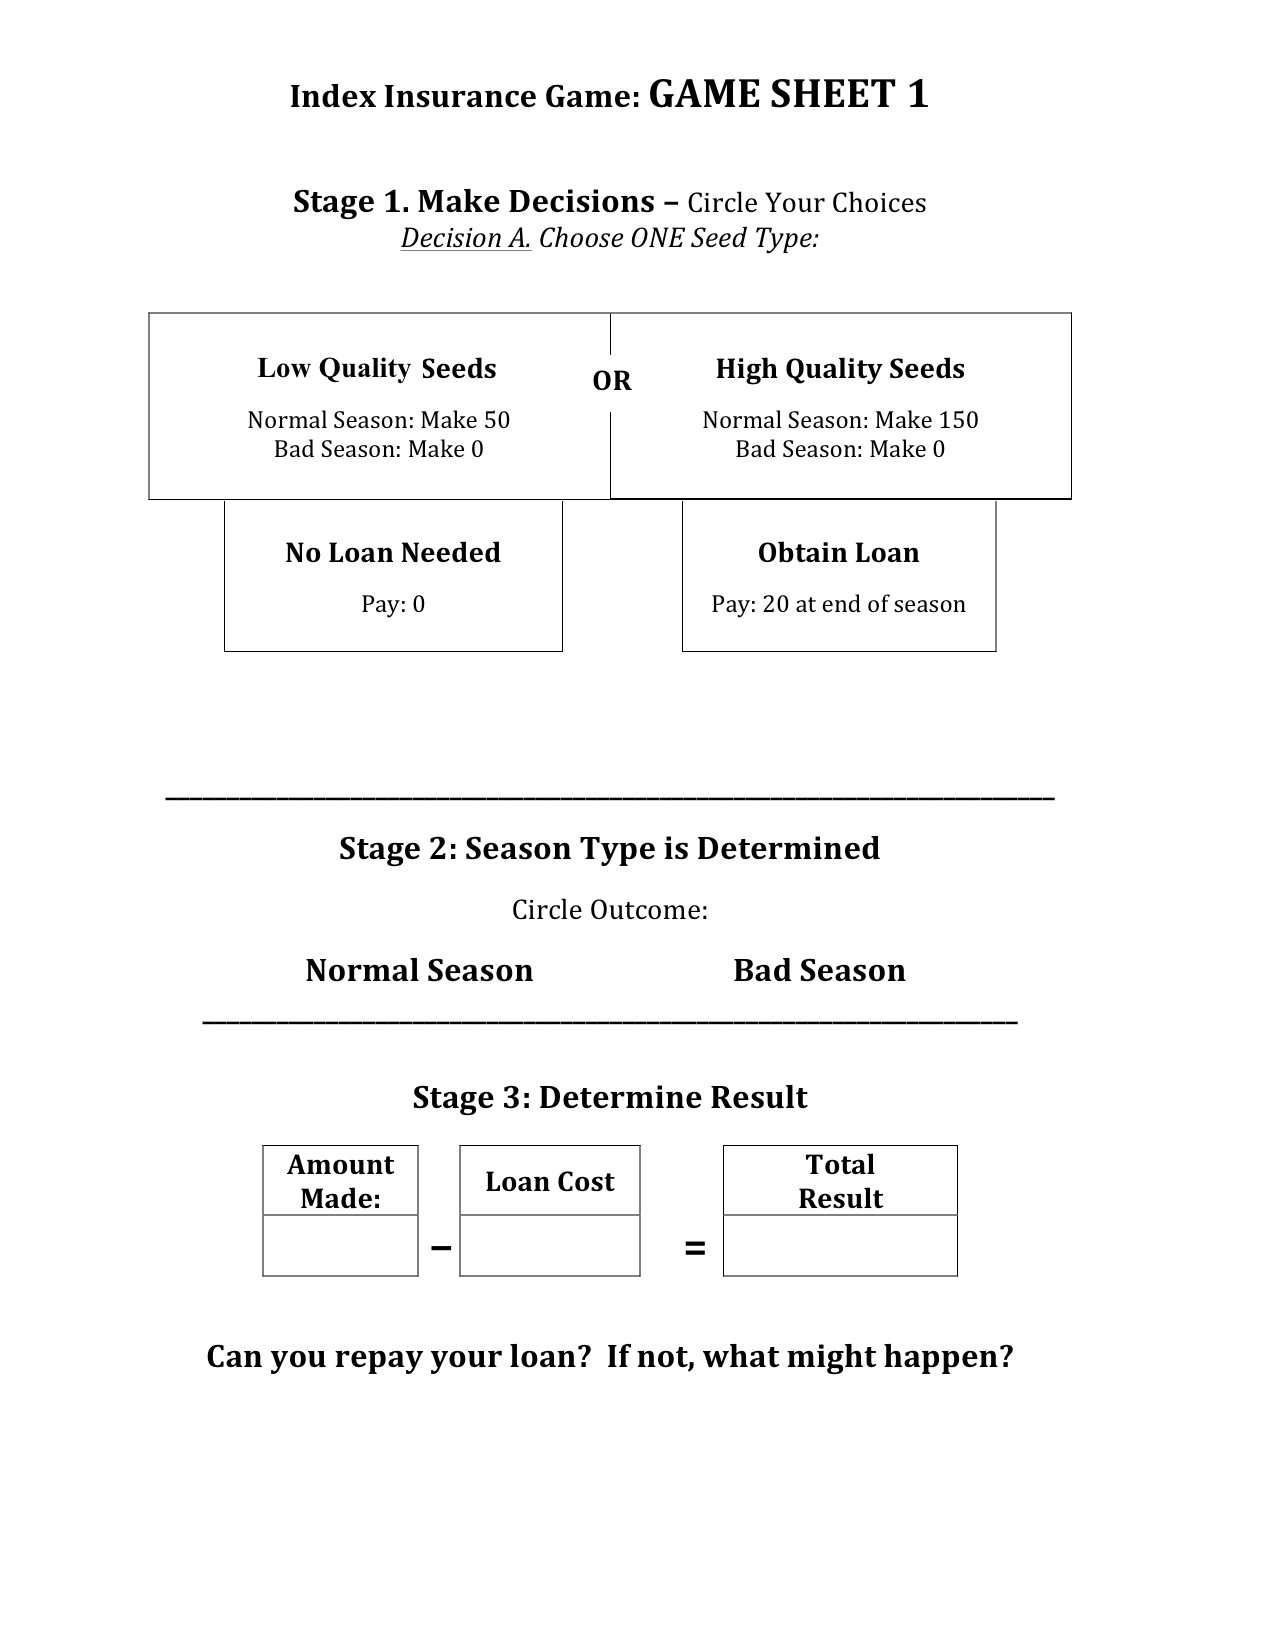 Index Insurance Game: GAME SHEET 1
Stage 1. Make Decisions – Circle Your Choices
Decision A. Choose ONE Seed Type:
Low Quality Seeds
Normal Season: Make 50
Bad Season: Make 0
OR
High Quality Seeds
Normal Season: Make 150
Bad Season: Make 0
No Loan Needed
Pay: 0
Obtain Loan
Pay: 20 at end of season
Stage 2: Season Type is Determined
Circle Outcome:
Normal Season Bad Season
Stage 3: Determine Result
Amount
Made:
–
Loan Cost
=
Total
Result
Can you repay your loan?  If not, what might happen?